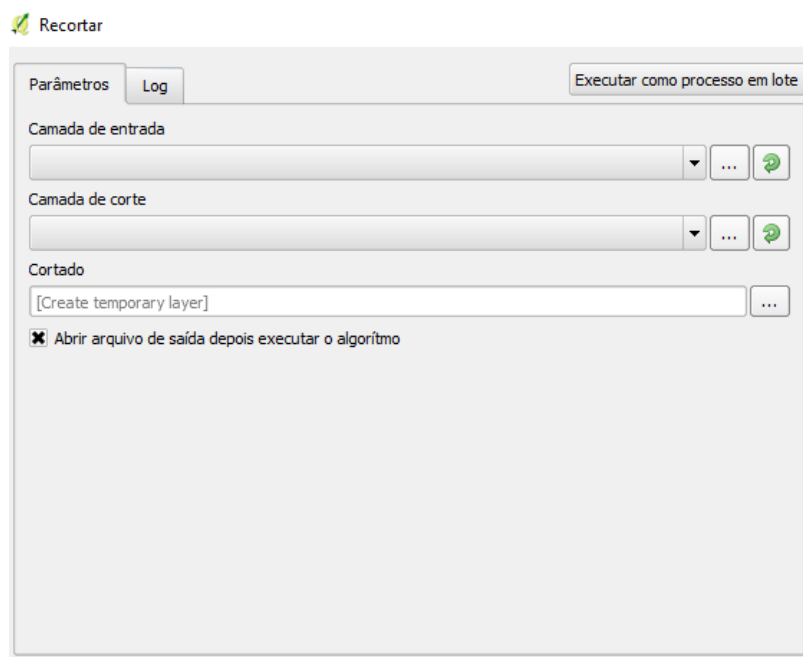 Recortar
Parâmetros
Log
Executar como processo em lote
Camada de entrada
...
Camada de corte
...
Cortado
[Create temporary layer]
...
Abrir arquivo de saída depois executar o algorítmo